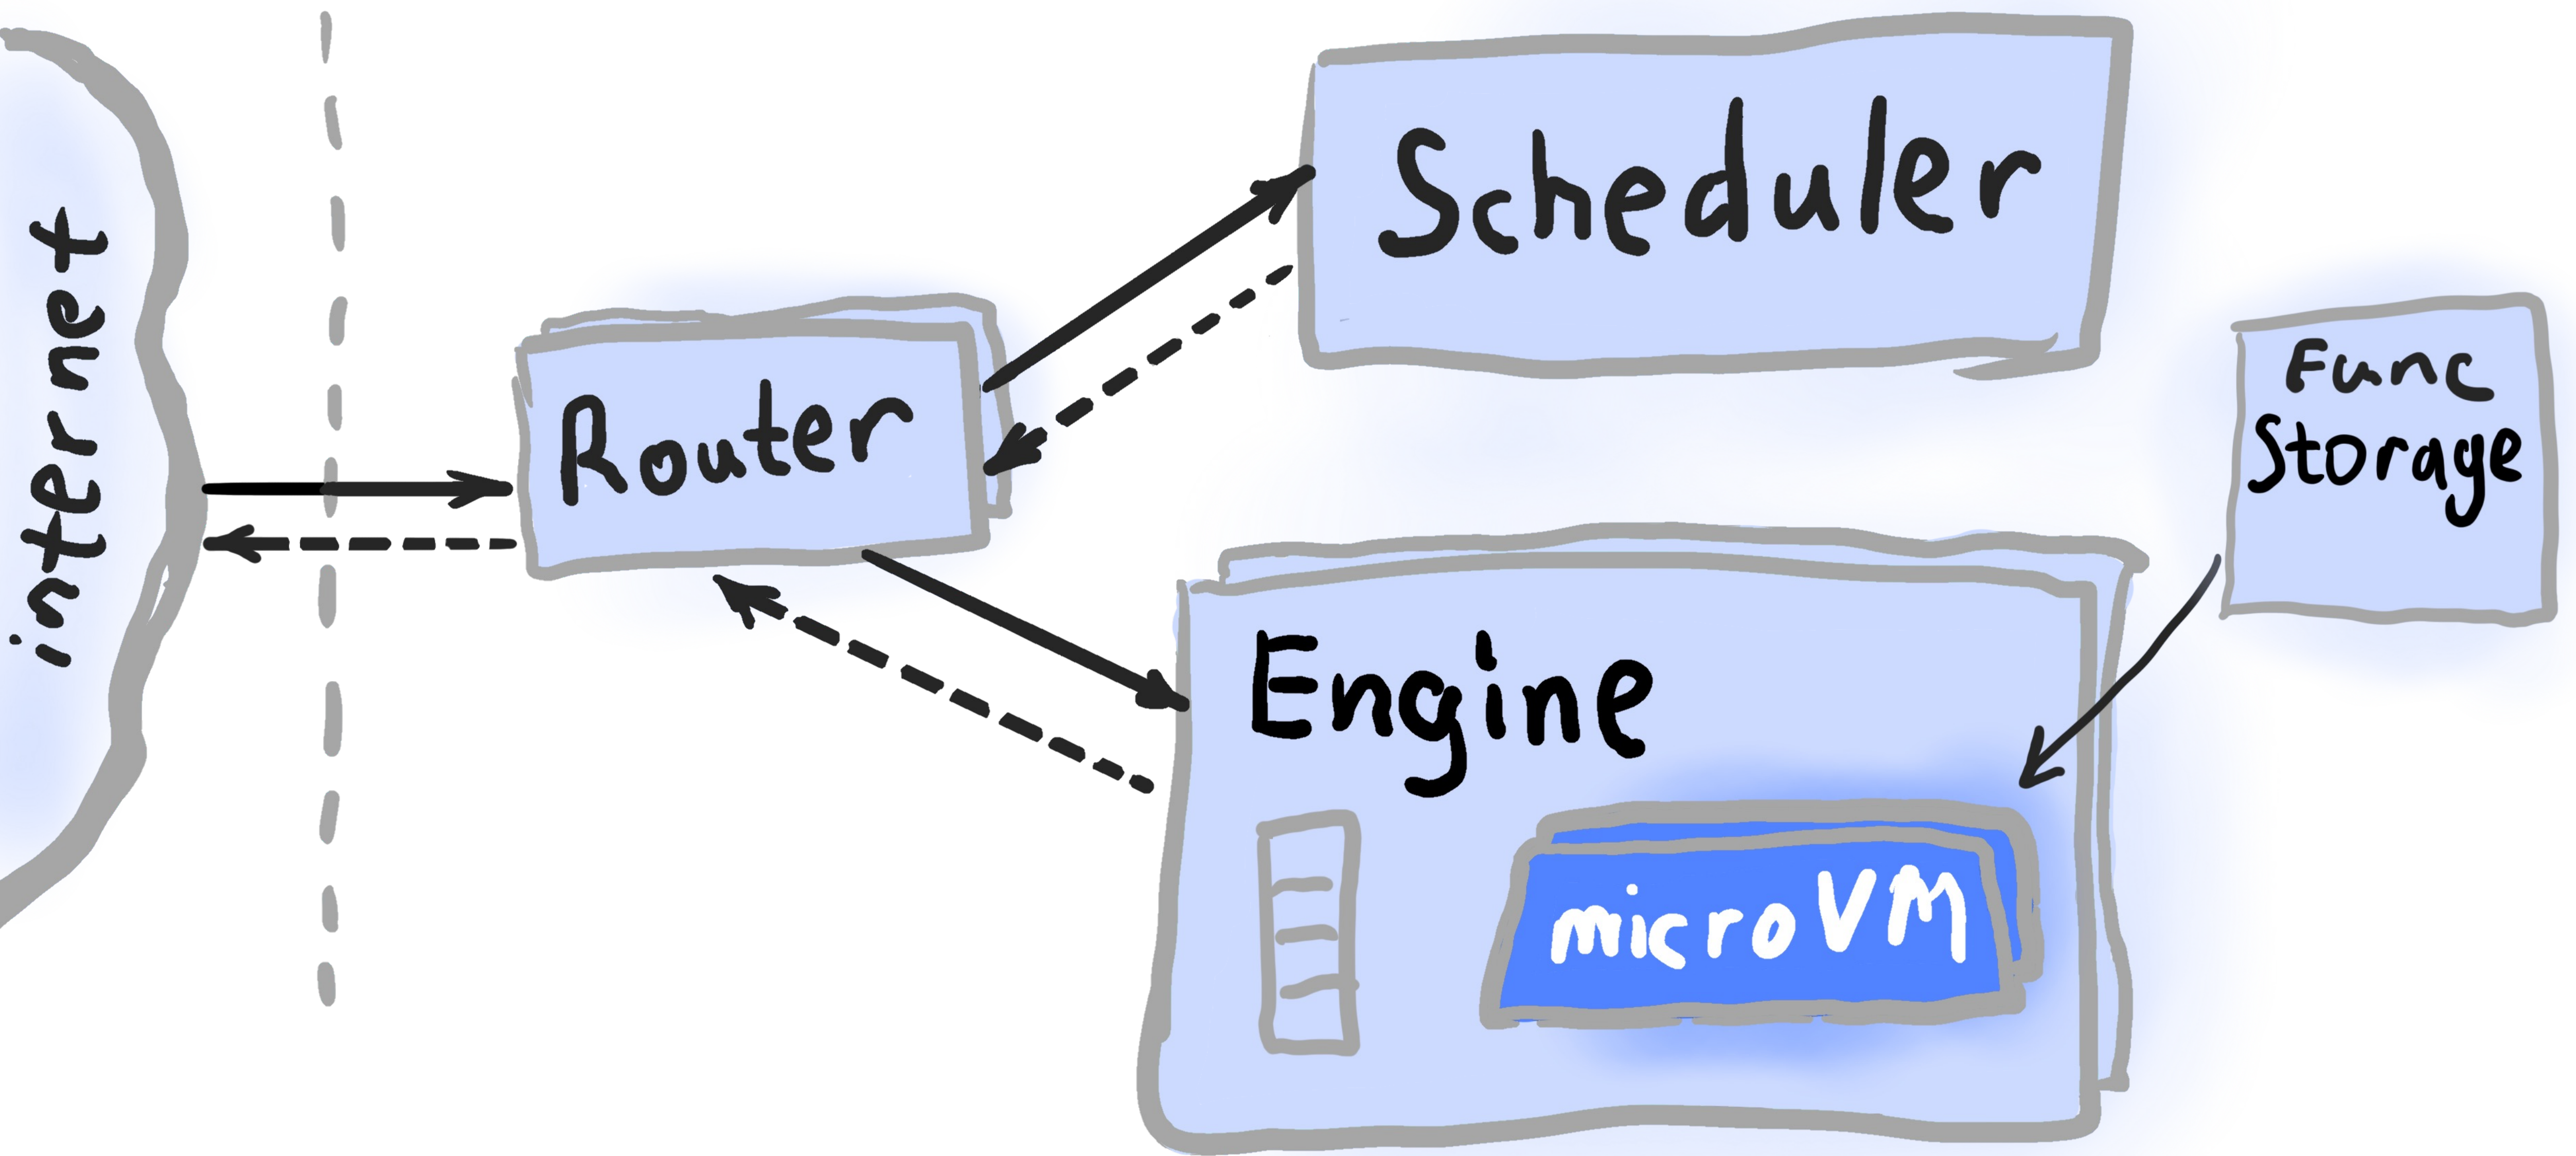 internet
Router
Scheduler
Func
Storage
Engine
microVM